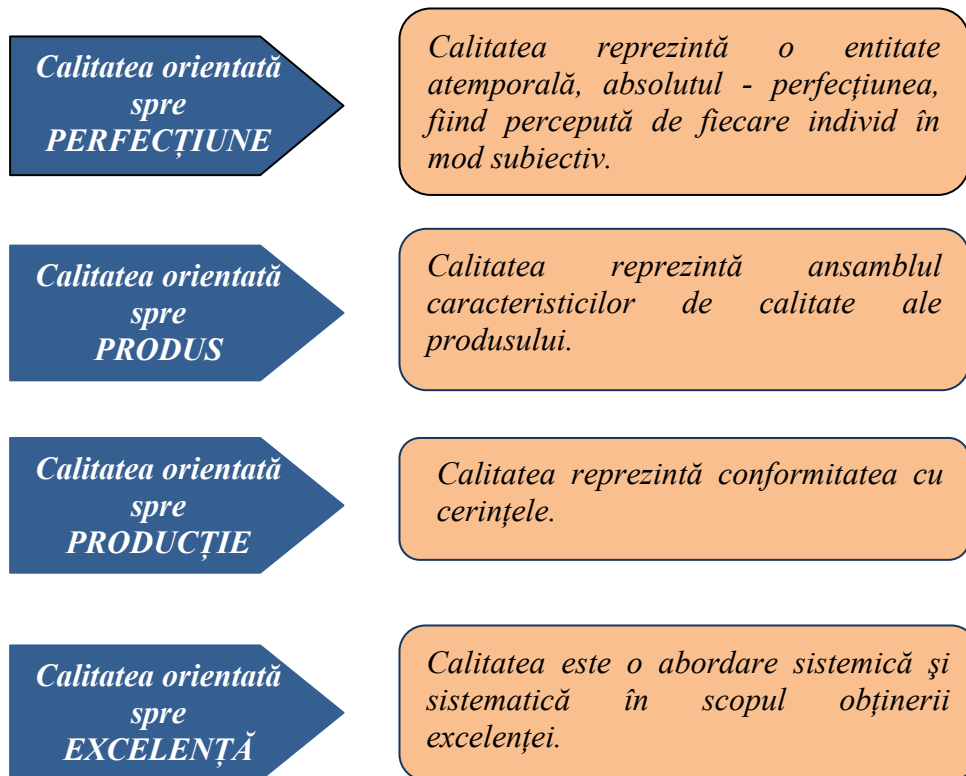 Calitatea orientată
spre
PERFECȚIUNE
Calitatea reprezintă o entitate
atemporală, absolutul - perfecțiunea,
fiind percepută de fiecare individ în
mod subiectiv.
Calitatea orientată
spre
PRODUS
Calitatea reprezintă ansamblul
caracteristicilor de calitate ale
produsului.
Calitatea orientată
spre
PRODUCȚIE
Calitatea reprezintă conformitatea cu
cerințele.
Calitatea orientată
spre
EXCELENȚĂ
Calitatea este o abordare sistemică şi
sistematică în scopul obținerii
excelenței.